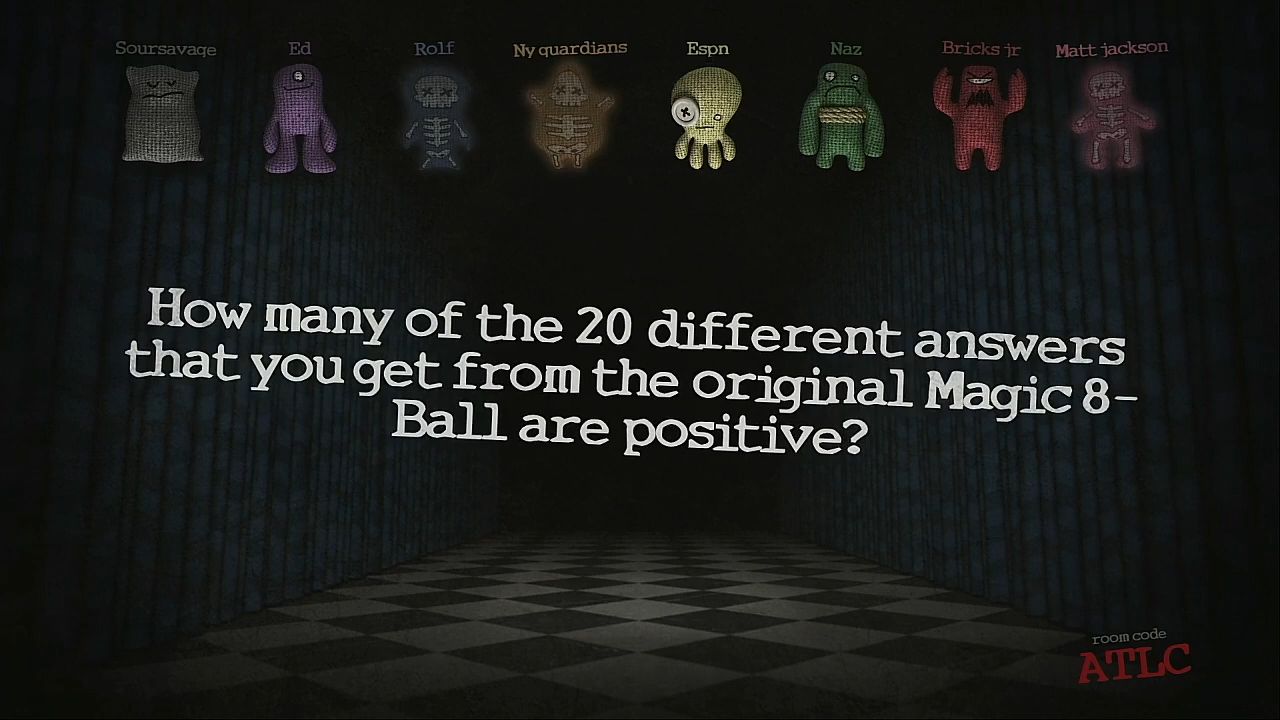 Soursavage Ed Rolf Ny guardians Espn Naz Bricks jr Matt jackson
How many of the 20 different answers
that you get from the original Magic 8-
Ball are positive?
room code
ATLC